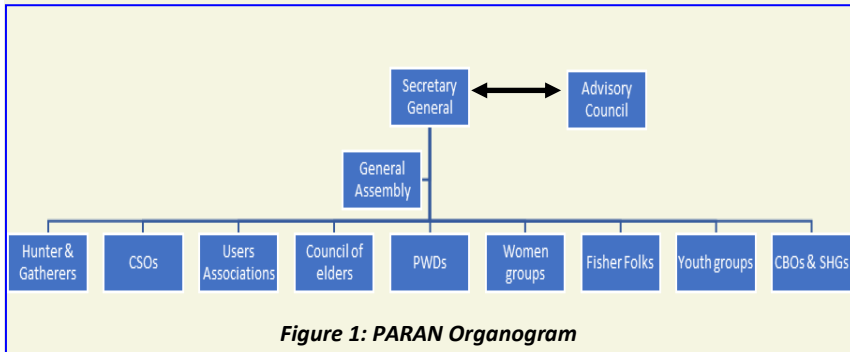 Secretary
General
Advisory
Council
General
Assembly
Hunter &
Gatherers
CSOs
Users
Associations
Council of
elders
PWDs
Women
groups
Fisher Folks
Youth groups
CBOs & SHGs
Figure 1: PARAN Organogram